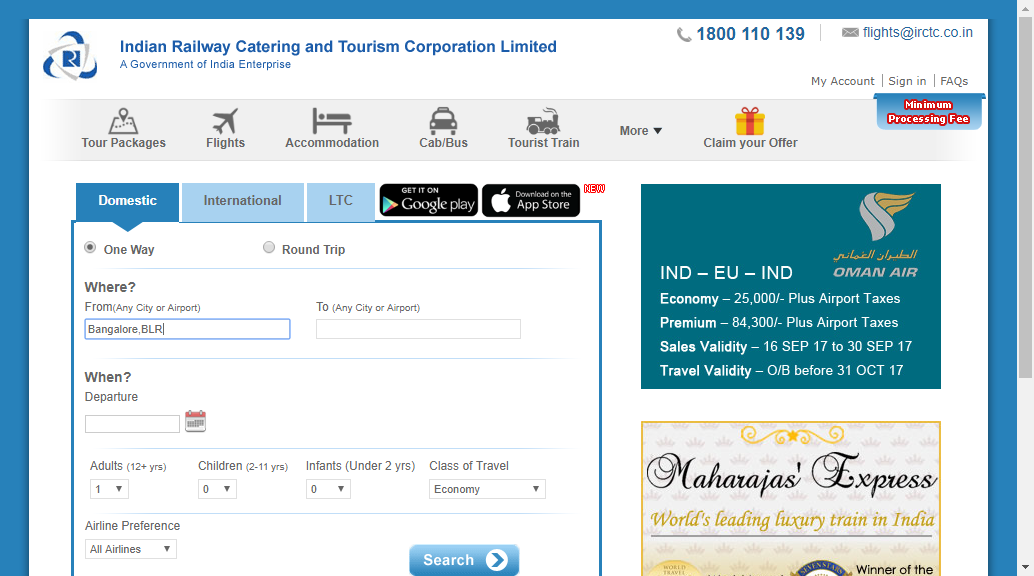 1800 110 139
flights@irctc.co.in
R
Indian Railway Catering and Tourism Corporation Limited
A Government of India Enterprise
My Account | Sign in | FAQs
Minimum
Processing Fee
Tour Packages
Flights
Accommodation
Cab/Bus
Tourist Train
More ▼
Claim your Offer
Domestic
International
LTC
GET IT ON
Google play
Download on the
App Store
NEW
One Way
Round Trip
Where?
From(Any City or Airport)
To (Any City or Airport)
Bangalore,BLR
When?
Departure
Adults (12+ yrs)
Children (2-11 yrs)
Infants (Under 2 yrs)
Class of Travel
1
0
0
Economy
Airline Preference
All Airlines
Search
الطيران العماني
OMAN AIR
IND – EU – IND
Economy – 25,000/- Plus Airport Taxes
Premium – 84,300/- Plus Airport Taxes
Sales Validity – 16 SEP 17 to 30 SEP 17
Travel Validity – O/B before 31 OCT 17
Maharajas' Express
World's leading luxury train in India
WORLD
TRAVEL
SEVEN STARS
Winner of the